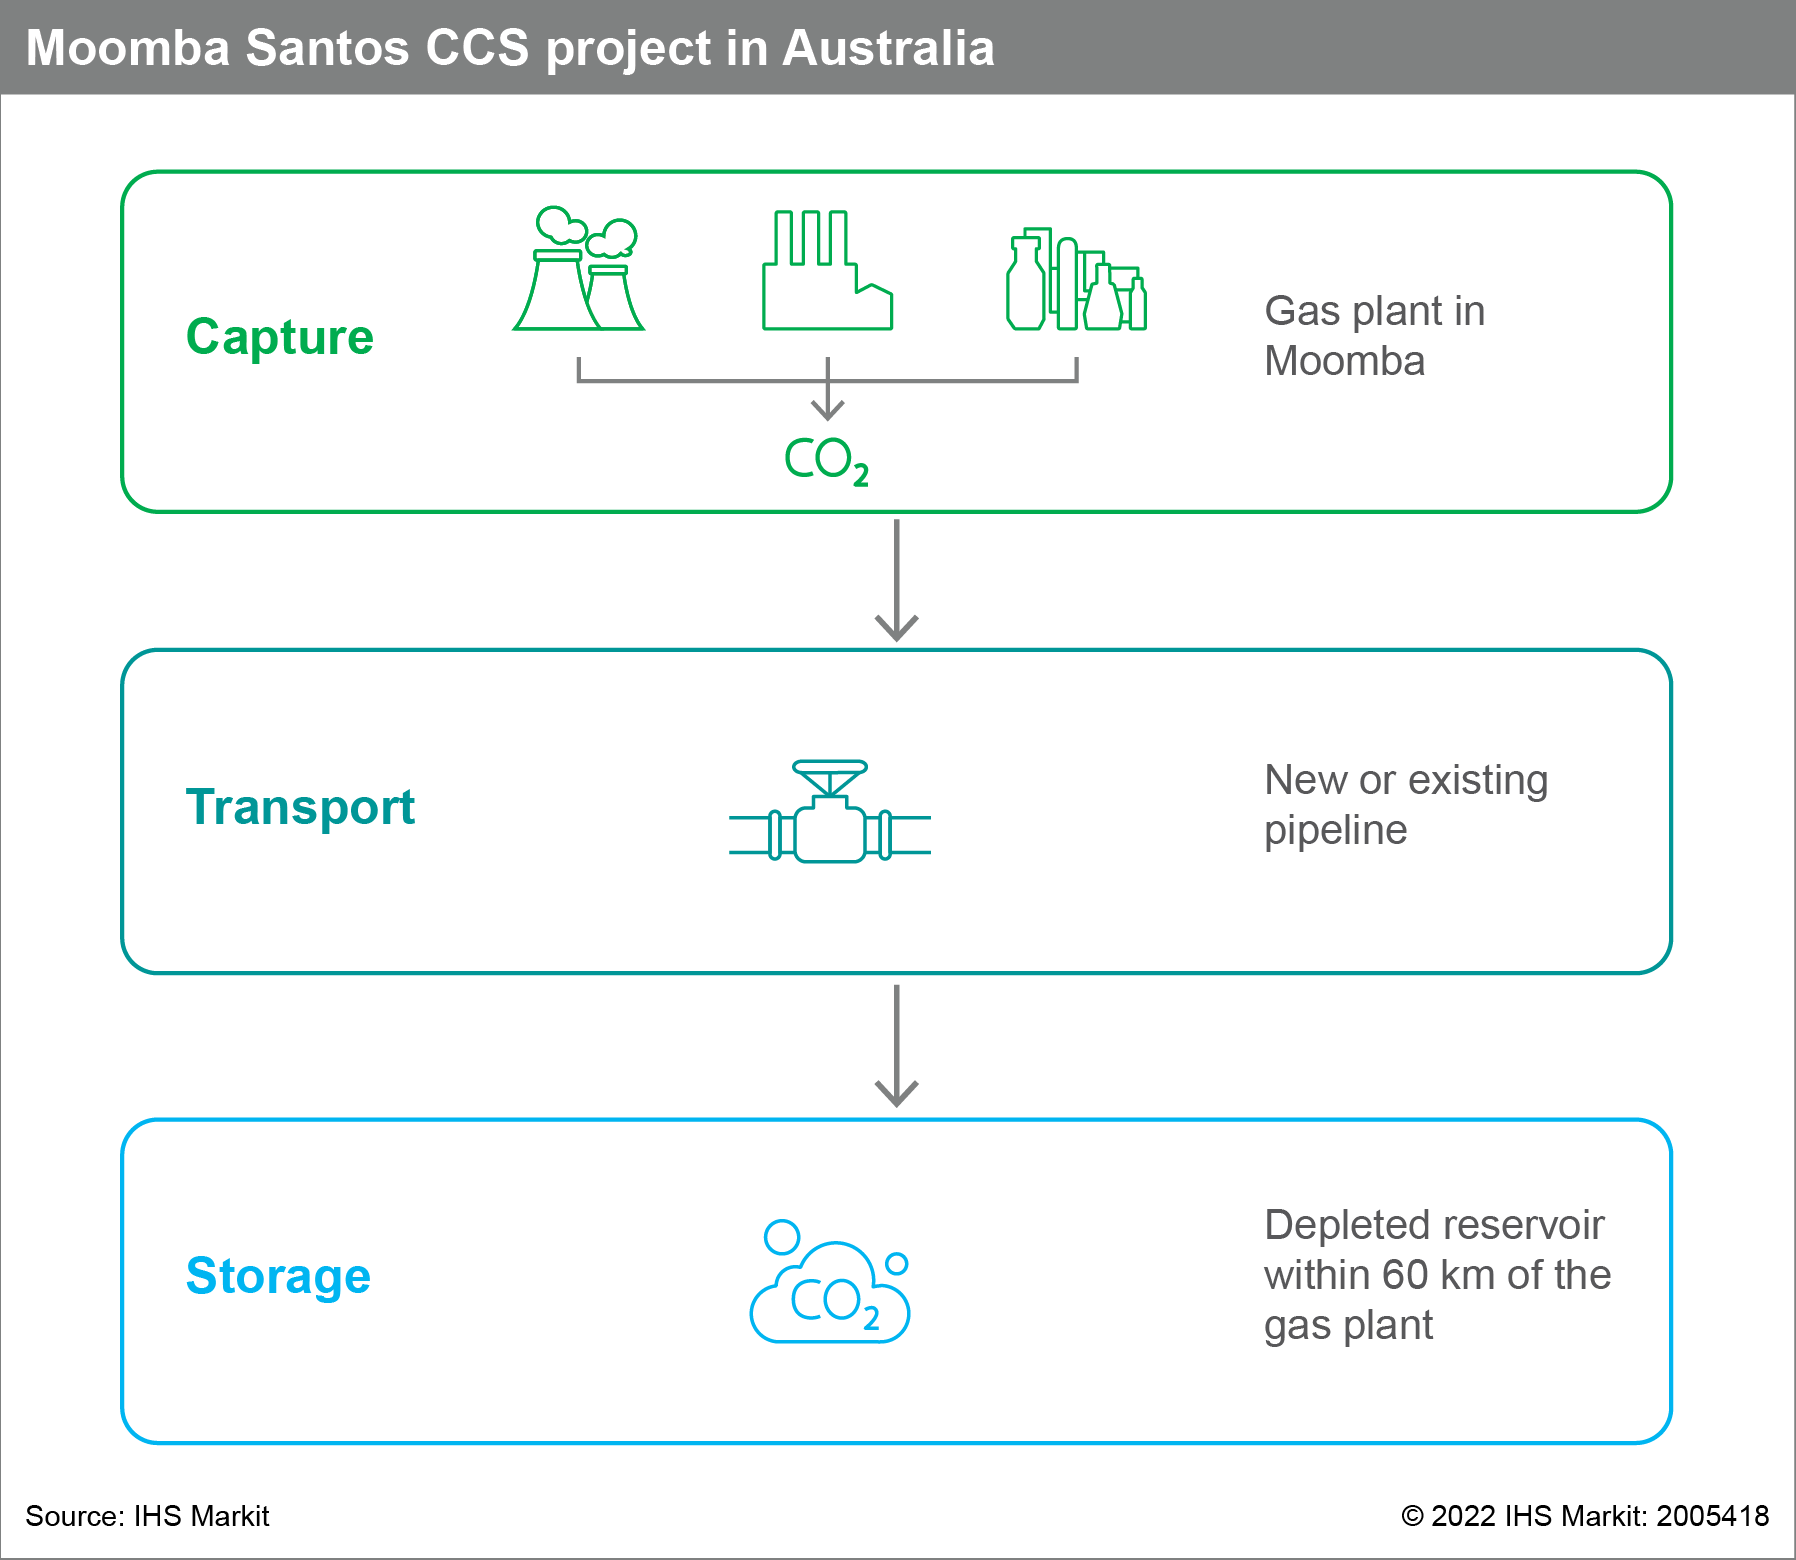 Moomba Santos CCS project in Australia
Capture
Gas plant in
Moomba
CO₂
Transport
New or existing
pipeline
Storage
CO₂
Depleted reservoir
within 60 km of the
gas plant
Source: IHS Markit
© 2022 IHS Markit: 2005418